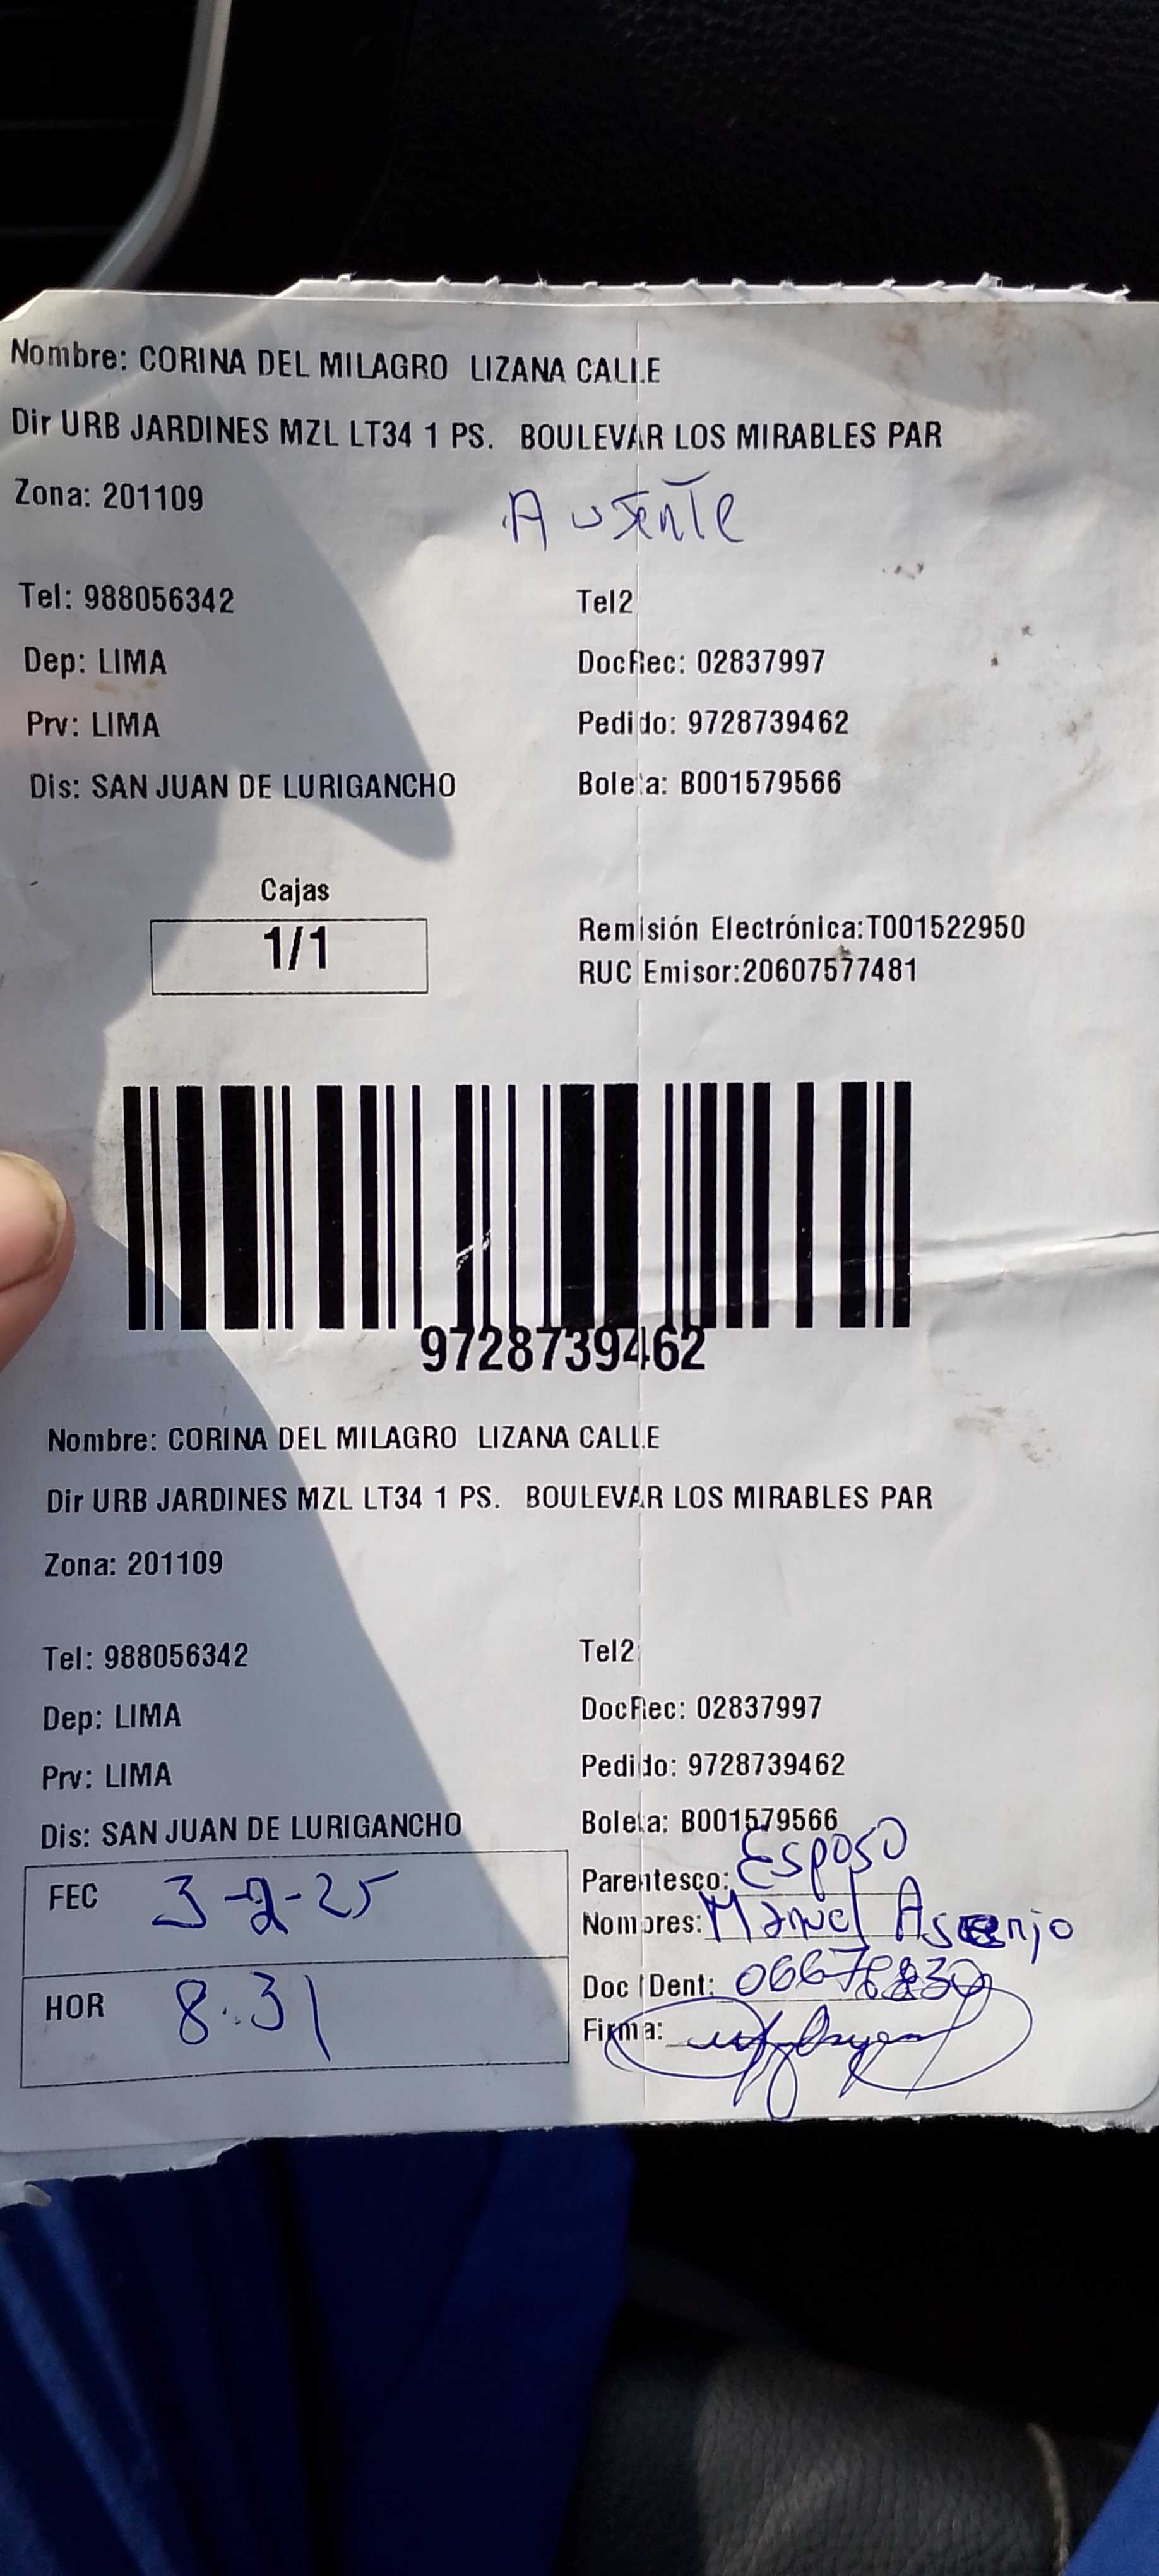 Nombre: CORINA DEL MILAGRO LIZANA CALLE
Dir URB JARDINES MZL LT34 1 PS. BOULEVAR LOS MIRABLES PAR
Zona: 201109
Ausente
Tel: 988056342 Tel2
Dep: LIMA DocRec: 02837997
Prv: LIMA Pedido: 9728739462
Dis: SAN JUAN DE LURIGANCHO Boleta: B001579566
Cajas
1/1
Remisión Electrónica:T001522950
RUC Emisor:20607577481
9728739462
Nombre: CORINA DEL MILAGRO LIZANA CALLE
Dir URB JARDINES MZL LT34 1 PS. BOULEVAR LOS MIRABLES PAR
Zona: 201109
Tel: 988056342 Tel2
Dep: LIMA DocRec: 02837997
Prv: LIMA Pedido: 9728739462
Dis: SAN JUAN DE LURIGANCHO Boleta: B001579566
FEC 3-2-25
HOR 8:31
Parentesco: Esposo
Nombres: Manuel Asenjo
Doc Ident:
Firma: